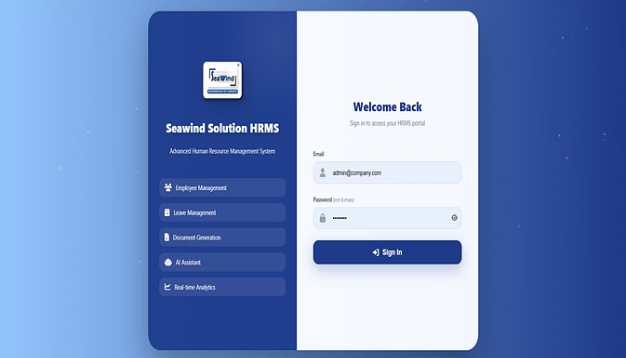 SeaWind
Seawind Solution HRMS
Advanced Human Resource Management System
Employee Management
Leave Management
Document Generation
AI Assistant
Real-time Analytics
Welcome Back
Sign in to access your HRMS portal
Email
admin@company.com
Password
•••••••
Sign In